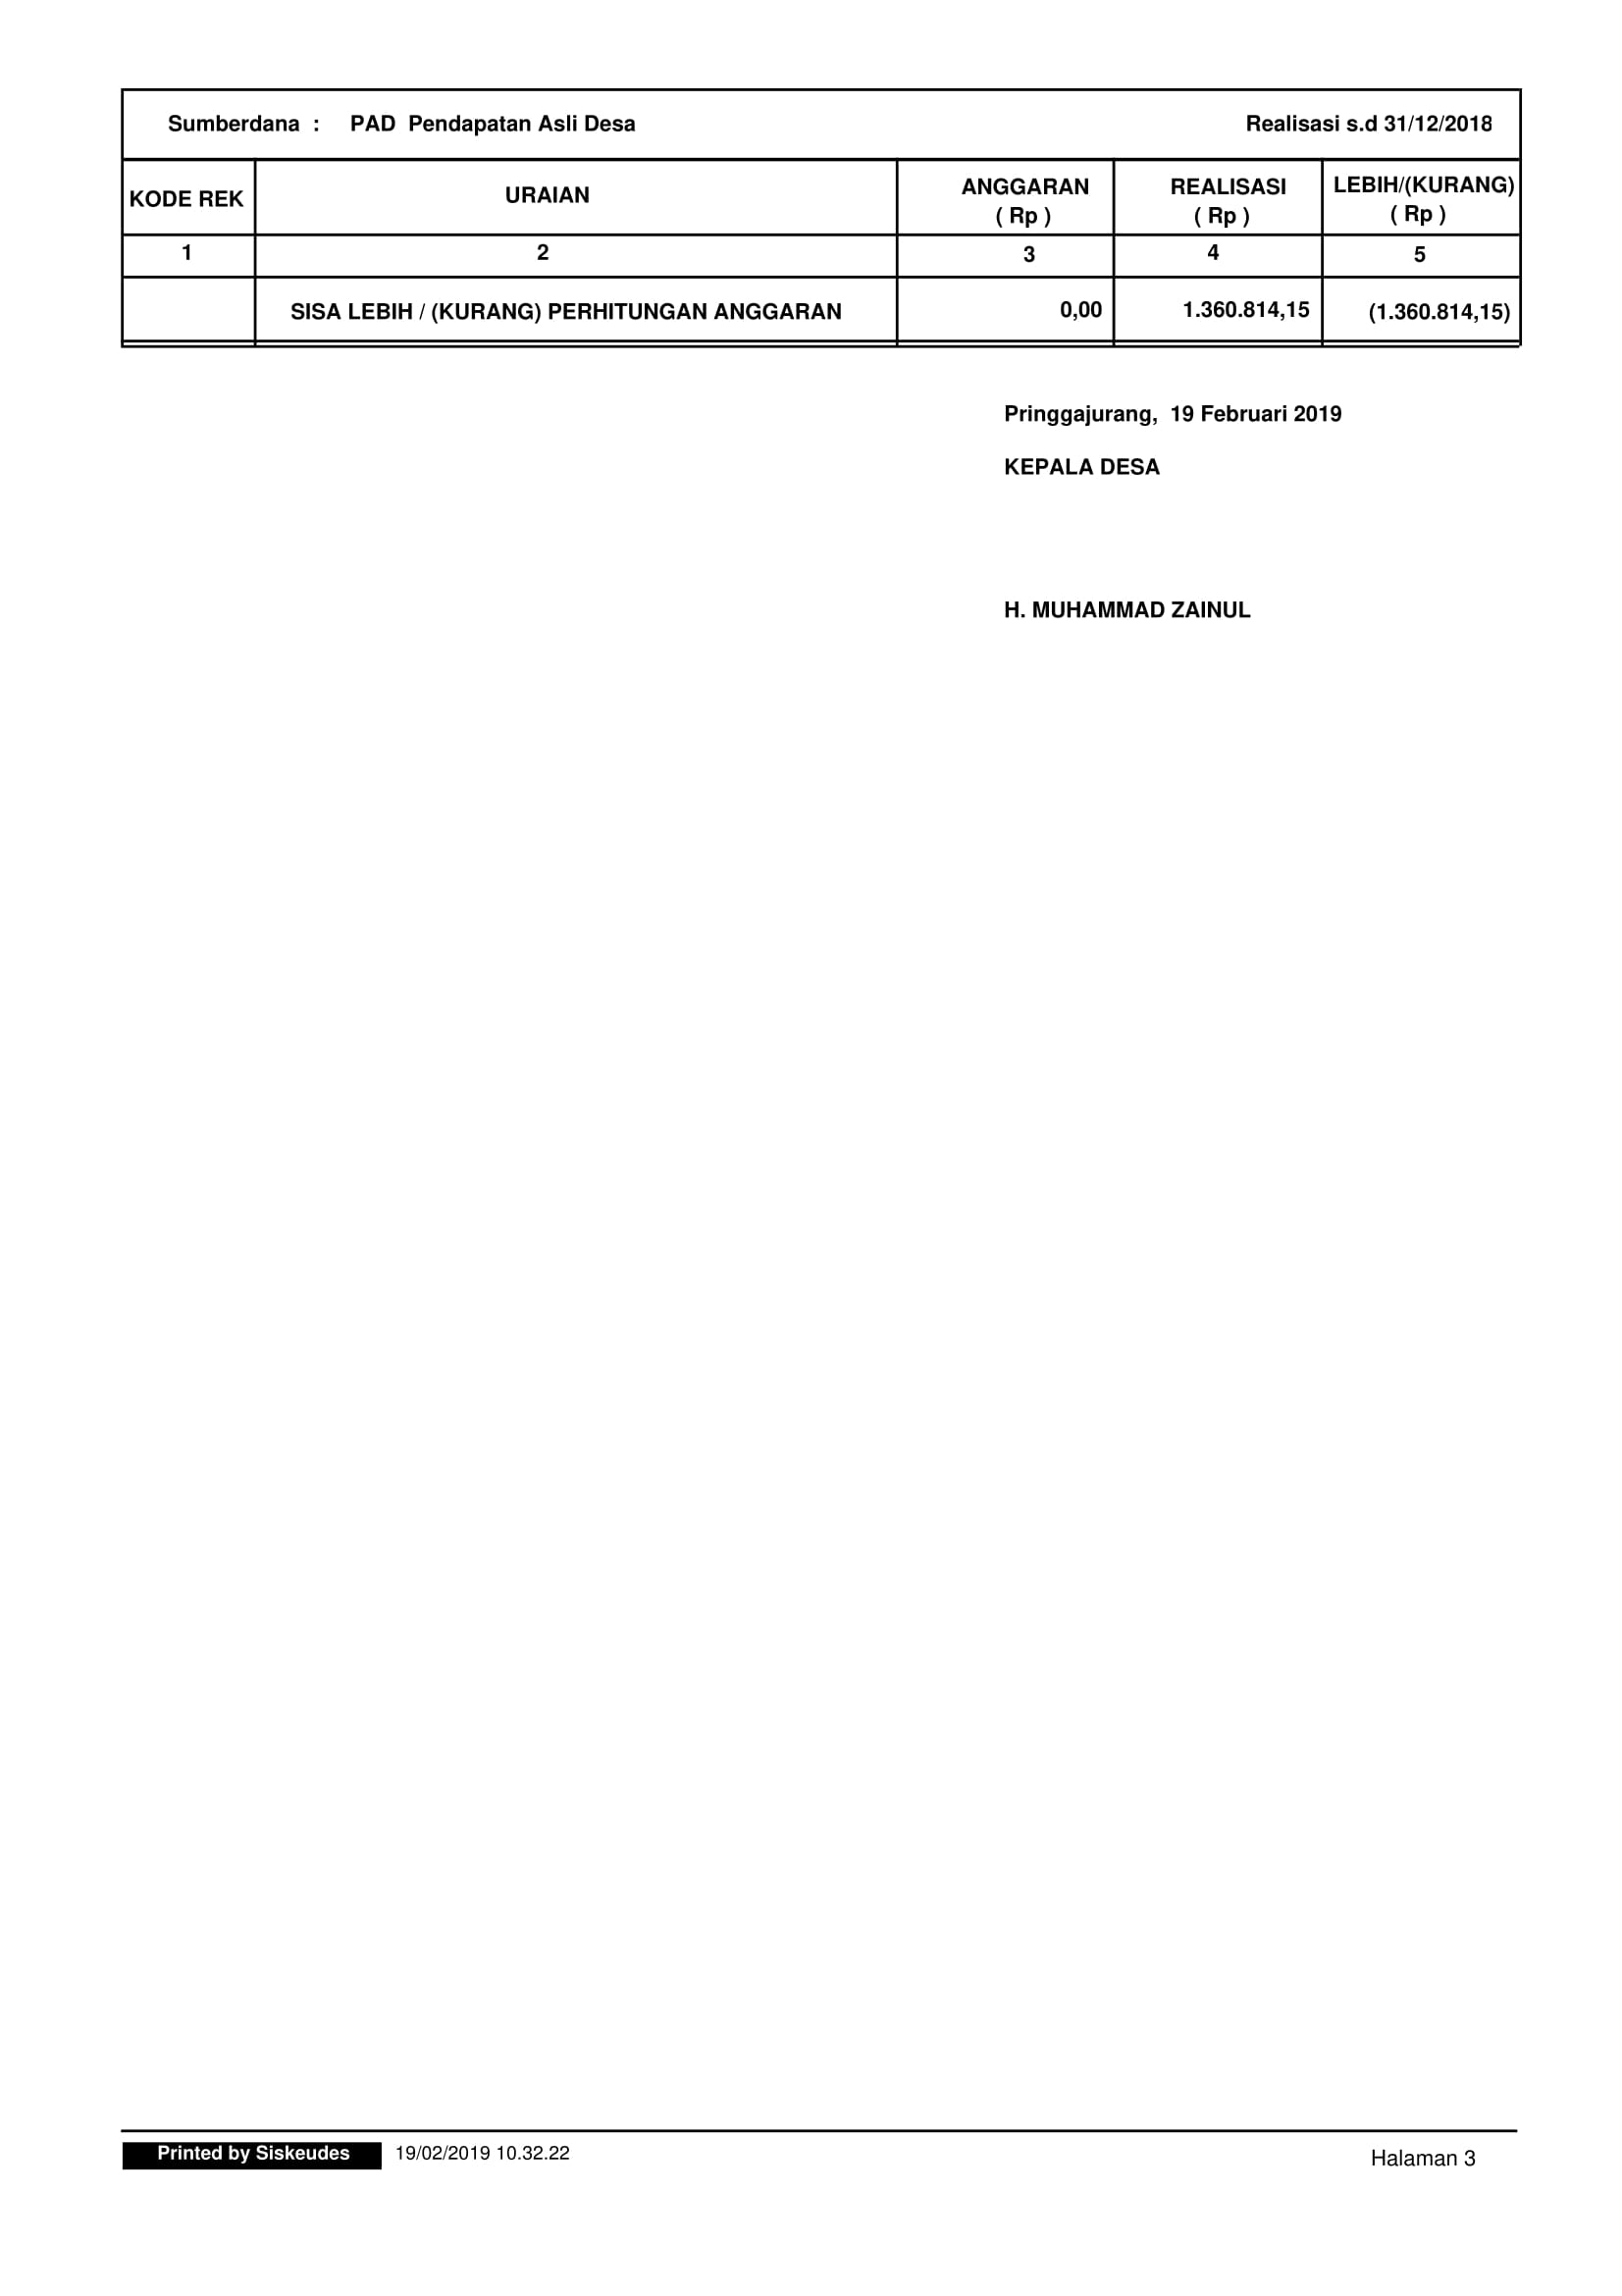 Sumberdana : PAD Pendapatan Asli Desa Realisasi s.d 31/12/2018
KODE REK URAIAN ANGGARAN ( Rp ) REALISASI ( Rp ) LEBIH/(KURANG) ( Rp )
1 2 3 4 5
SISA LEBIH / (KURANG) PERHITUNGAN ANGGARAN 0,00 1.360.814,15 (1.360.814,15)
Pringgajurang, 19 Februari 2019
KEPALA DESA
H. MUHAMMAD ZAINUL
Printed by Siskeudes 19/02/2019 10.32.22 Halaman 3